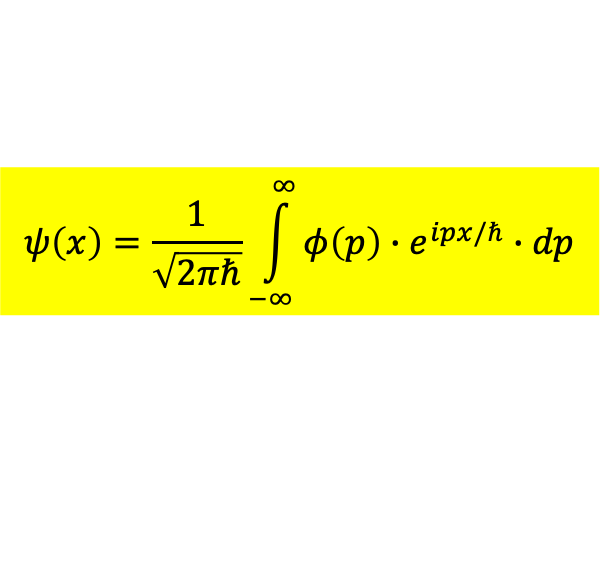 ψ(x) = 1/√2πħ ∫_{-∞}^{∞} ϕ(p) · e^{ipx/ħ} · dp